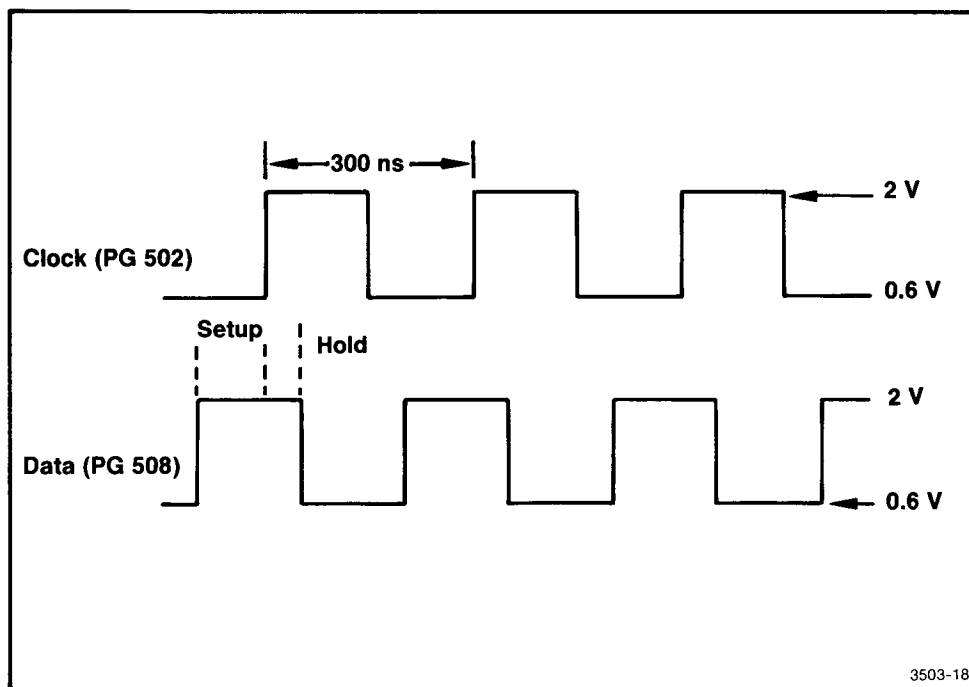 300 ns
2 V
Clock (PG 502)
0.6 V
Setup
Hold
2 V
Data (PG 508)
0.6 V
3503-18